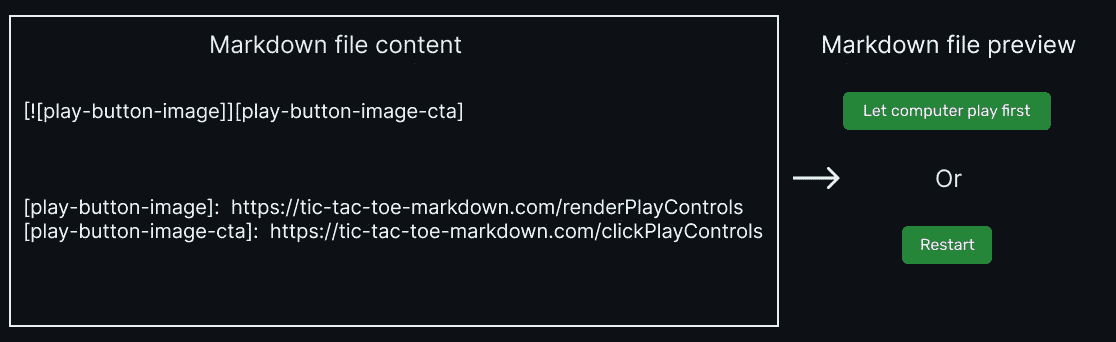 Markdown file content
[![play-button-image]][play-button-image-cta]
[play-button-image]: https://tic-tac-toe-markdown.com/renderPlayControls
[play-button-image-cta]: https://tic-tac-toe-markdown.com/clickPlayControls
Markdown file preview
Let computer play first
Or
Restart